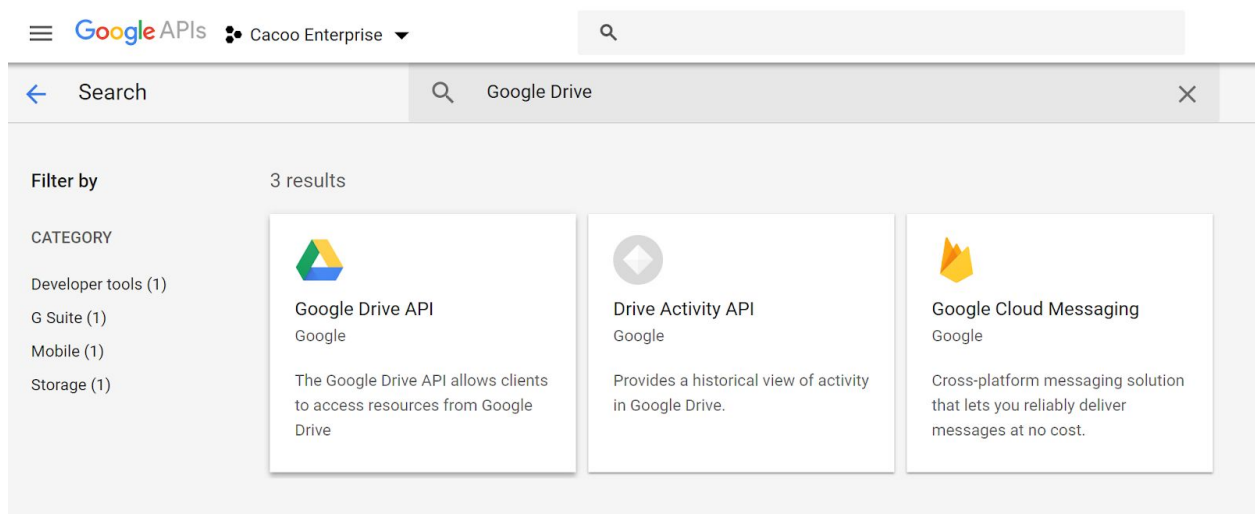 Google APIs Cacoo Enterprise
Search Google Drive
Filter by
3 results
CATEGORY
Developer tools (1)
G Suite (1)
Mobile (1)
Storage (1)
Google Drive API
Google
The Google Drive API allows clients
to access resources from Google
Drive
Drive Activity API
Google
Provides a historical view of activity
in Google Drive.
Google Cloud Messaging
Google
Cross-platform messaging solution
that lets you reliably deliver
messages at no cost.